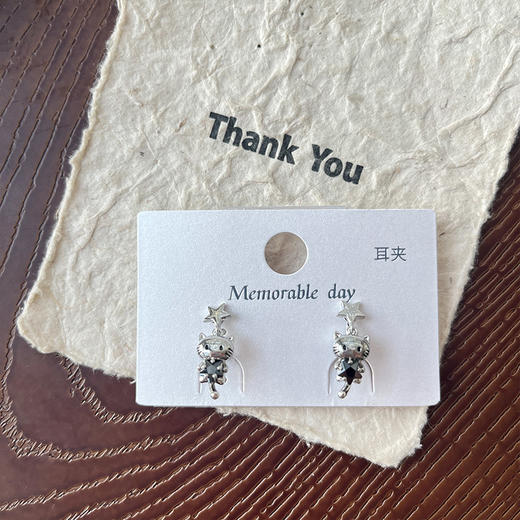 Thank You
耳夹
Memorable day